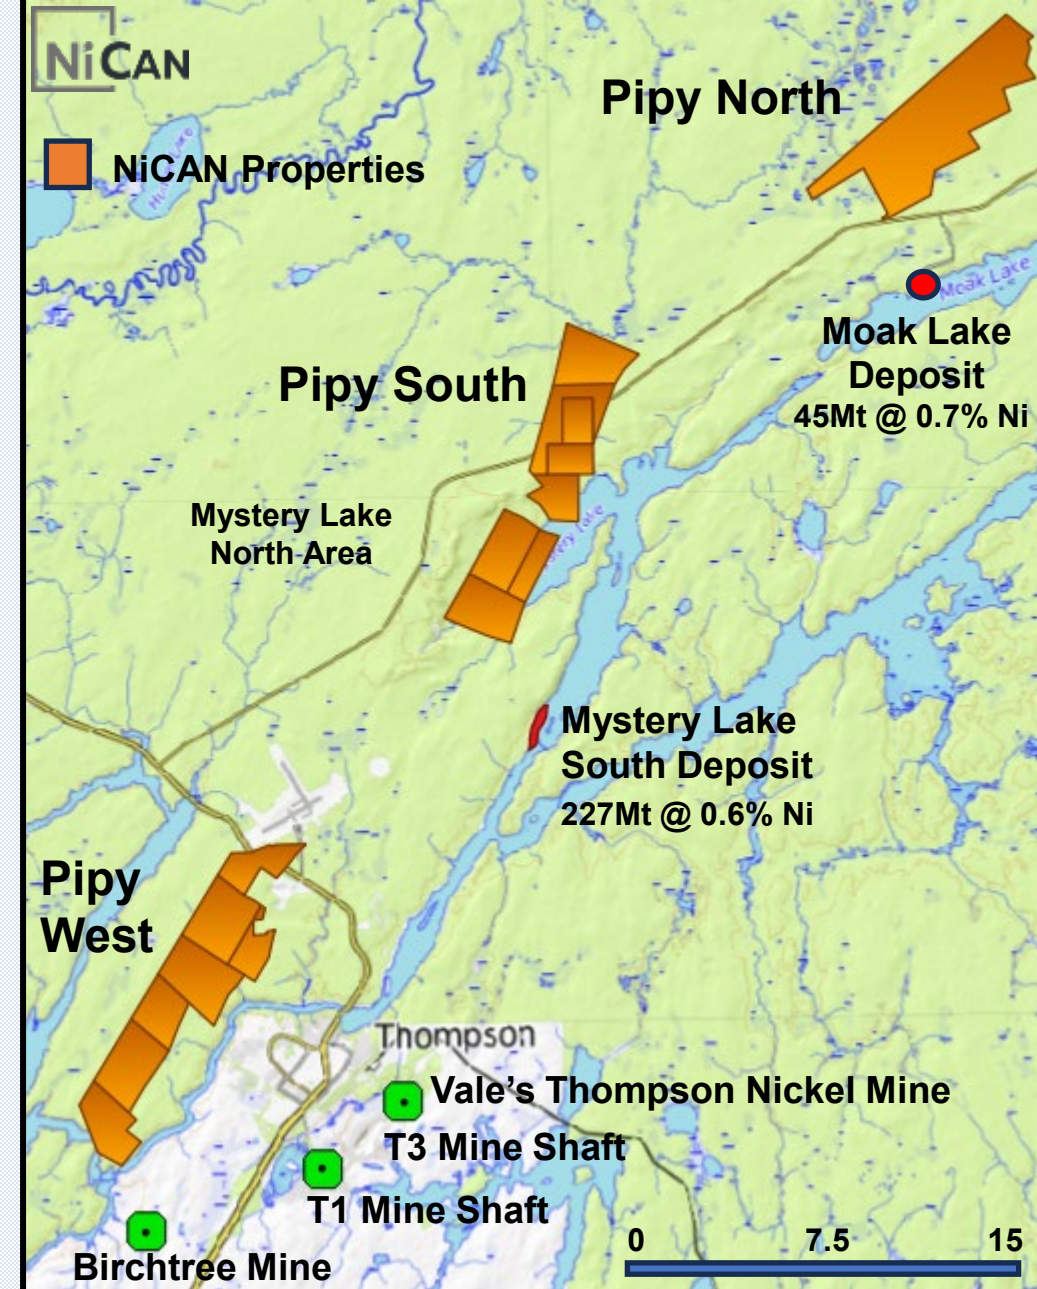 NiCAN
Pipy North
NiCAN Properties
Moak Lake
Moak Lake
Deposit
45Mt @ 0.7% Ni
Pipy South
Mystery Lake
North Area
Lake
Mystery Lake
South Deposit
227Mt @ 0.6% Ni
Pipy
West
Thompson
Vale's Thompson Nickel Mine
T3 Mine Shaft
T1 Mine Shaft
Birchtree Mine
0 7.5 15